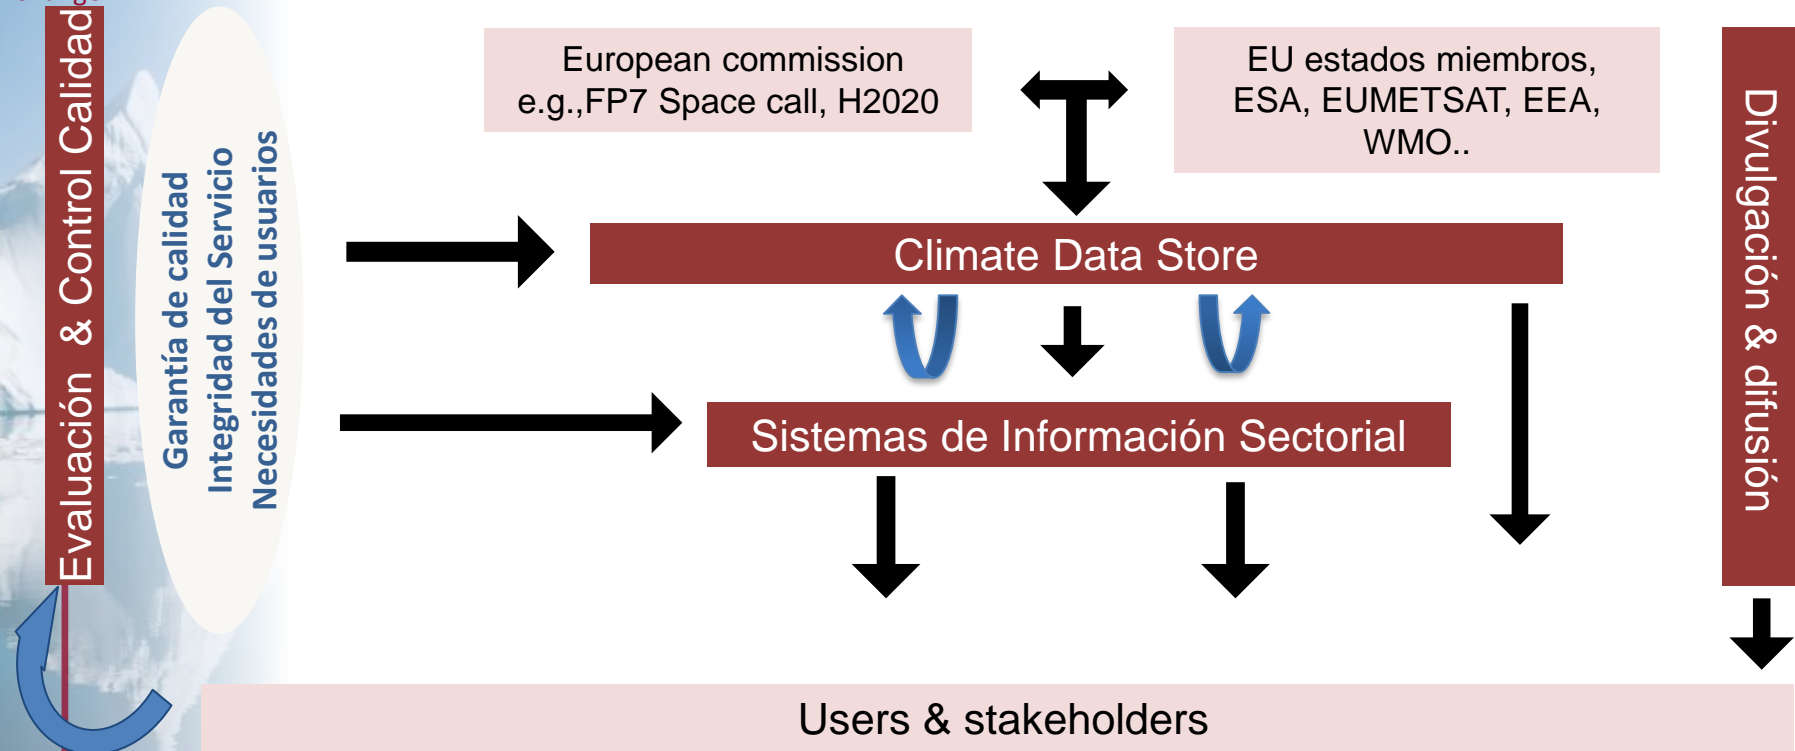 Evaluación & Control Calidad
Garantía de calidad
Integridad del Servicio
Necesidades de usuarios
European commission
e.g.,FP7 Space call, H2020
EU estados miembros,
ESA, EUMETSAT, EEA,
WMO..
Climate Data Store
Sistemas de Información Sectorial
Divulgación & difusión
Users & stakeholders